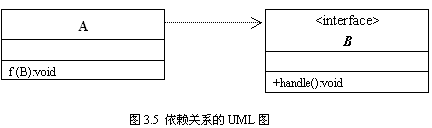 A
f (B):void
<interface>
B
+handle():void
图 3.5 依赖关系的 UML 图